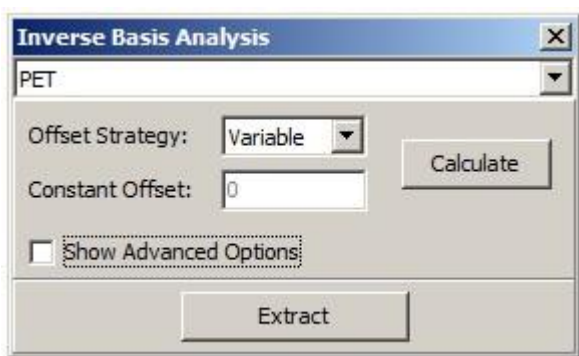 Inverse Basis Analysis
PET
Offset Strategy: Variable
Calculate
Constant Offset: 0
Show Advanced Options
Extract